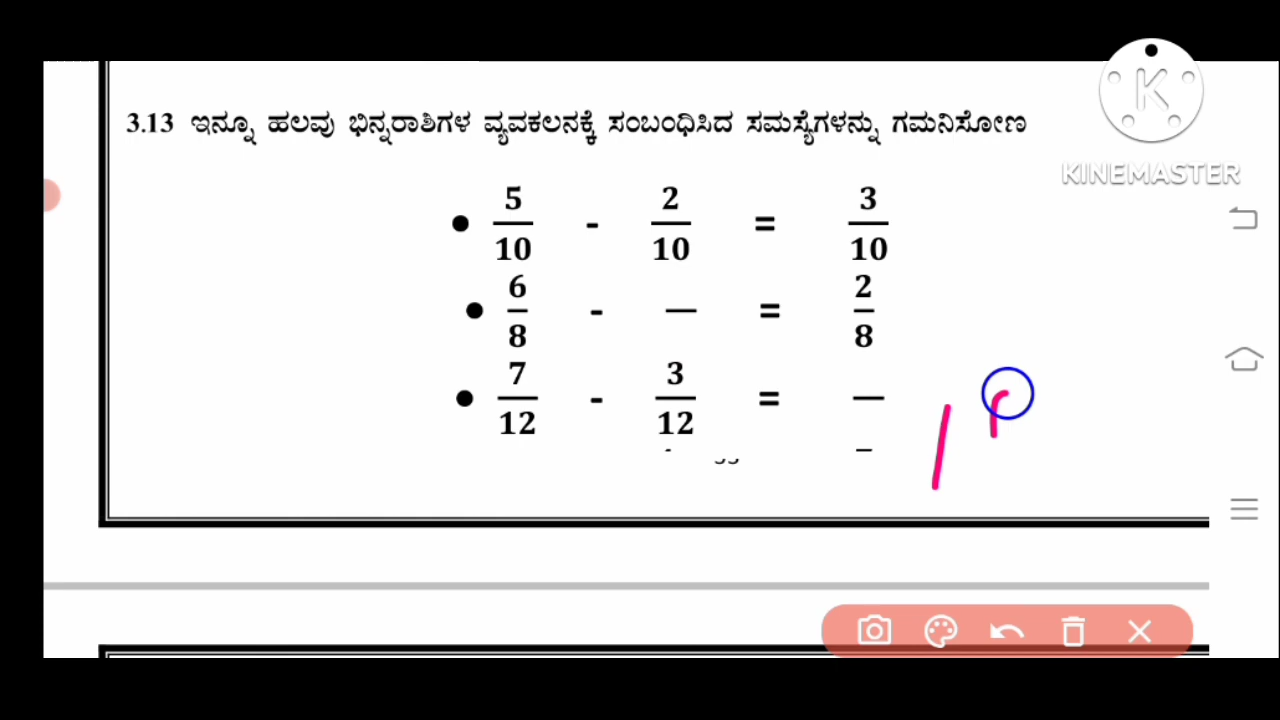 K
KINEMASTER
3.13 ಇನ್ನೂ ಹಲವು ಭಿನ್ನರಾಶಿಗಳ ವ್ಯವಕಲನಕ್ಕೆ ಸಂಬಂಧಿಸಿದ ಸಮಸ್ಯೆಗಳನ್ನು ಗಮನಿಸೋಣ
• 5/10 - 2/10 = 3/10
• 6/8 - — = 2/8
• 7/12 - 3/12 = —